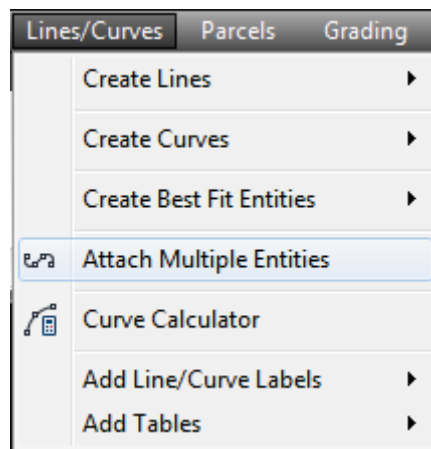 Lines/Curves Parcels Grading
Create Lines
Create Curves
Create Best Fit Entities
Attach Multiple Entities
Curve Calculator
Add Line/Curve Labels
Add Tables